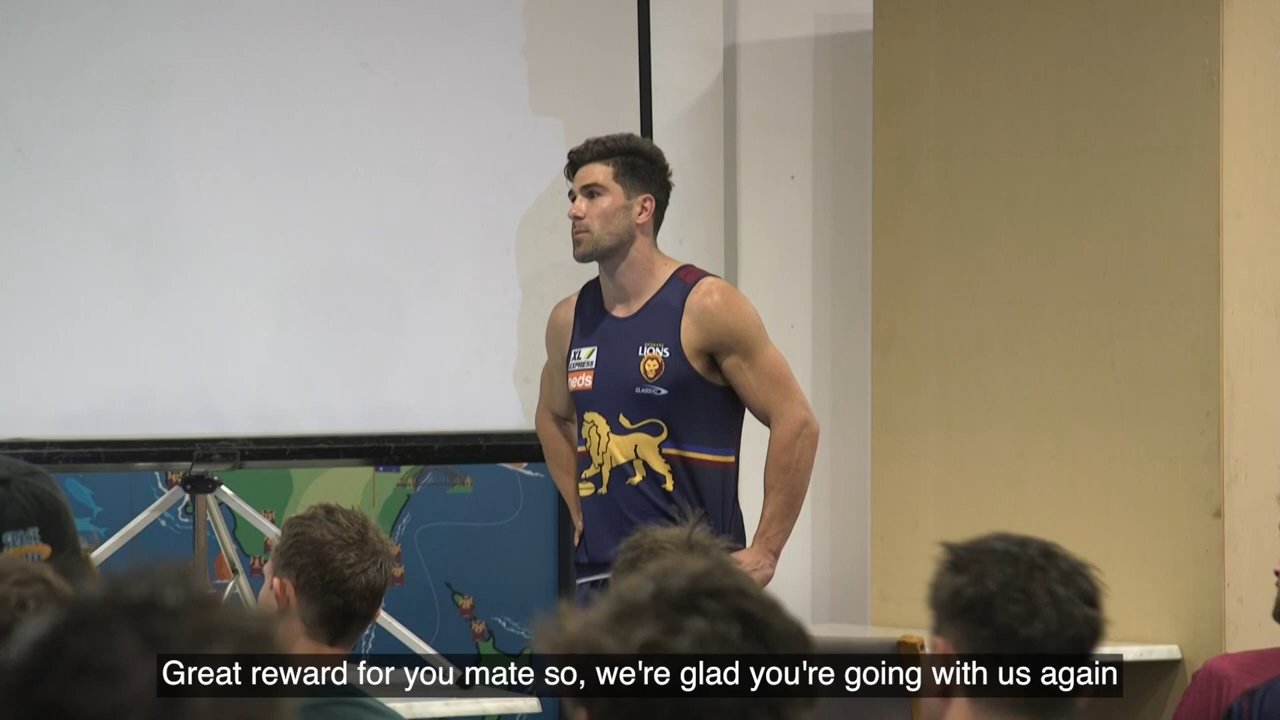 BRISBANE
LIONS
XL
EXPRESS
neds
CLASSIC
Great reward for you mate so, we're glad you're going with us again